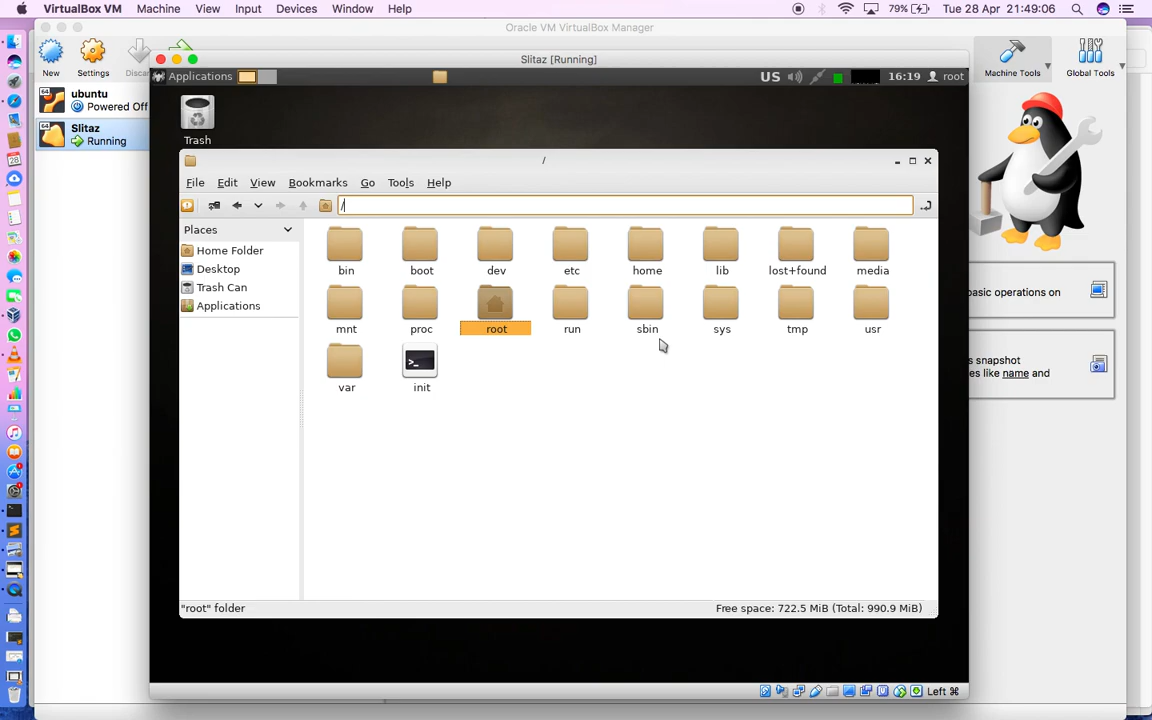 VirtualBox VM Machine View Input Devices Window Help 79% Tue 28 Apr 21:49:06
Oracle VM VirtualBox Manager
New Settings Discar Machine Tools Global Tools
ubuntu
Powered Off
Slitaz
Running
Slitaz [Running]
Applications US 16:19 root
Trash
/
File Edit View Bookmarks Go Tools Help
/
Places
Home Folder
Desktop
Trash Can
Applications
bin boot dev etc home lib lost+found media
mnt proc root run sbin sys tmp usr
var init
"root" folder Free space: 722.5 MiB (Total: 990.9 MiB)
basic operations on
s snapshot
es like name and
Left ⌘